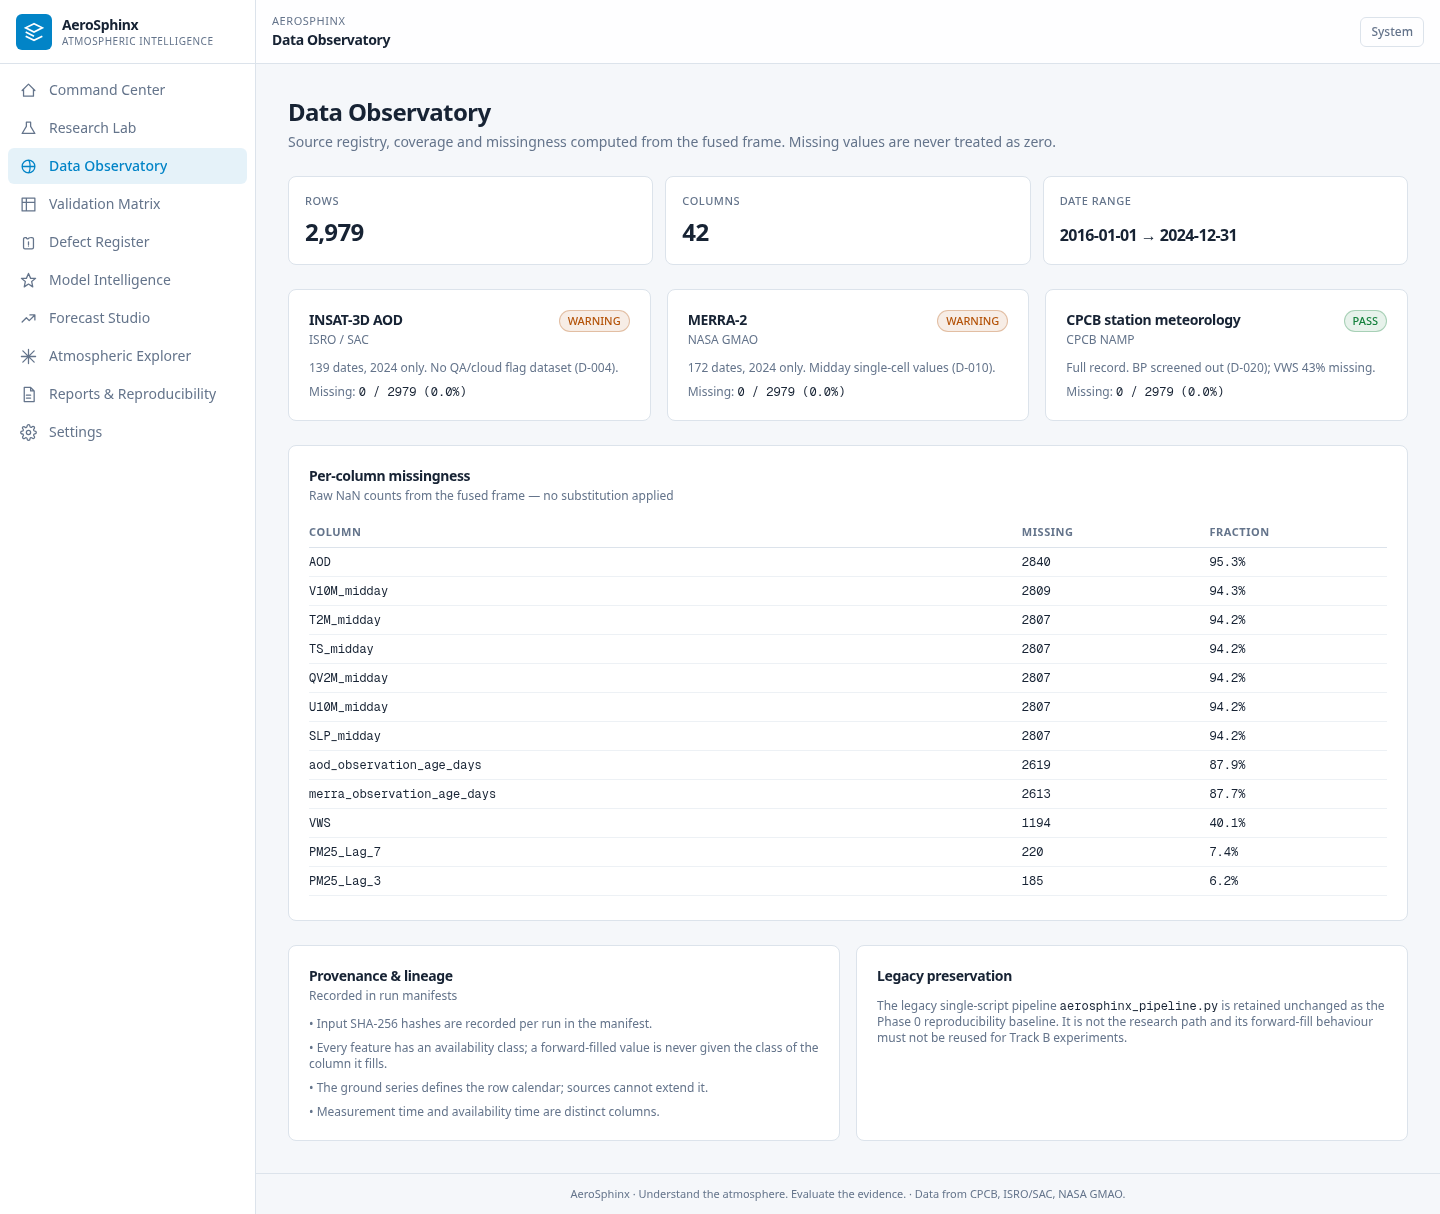 AeroSphinx
ATMOSPHERIC INTELLIGENCE
Command Center
Research Lab
Data Observatory
Validation Matrix
Defect Register
Model Intelligence
Forecast Studio
Atmospheric Explorer
Reports & Reproducibility
Settings
AEROSPHINX
Data Observatory
System
Data Observatory
Source registry, coverage and missingness computed from the fused frame. Missing values are never treated as zero.
ROWS
2,979
COLUMNS
42
DATE RANGE
2016-01-01 → 2024-12-31
INSAT-3D AOD
WARNING
ISRO / SAC
139 dates, 2024 only. No QA/cloud flag dataset (D-004).
Missing: 0 / 2979 (0.0%)
MERRA-2
WARNING
NASA GMAO
172 dates, 2024 only. Midday single-cell values (D-010).
Missing: 0 / 2979 (0.0%)
CPCB station meteorology
PASS
CPCB NAMP
Full record. BP screened out (D-020); VWS 43% missing.
Missing: 0 / 2979 (0.0%)
Per-column missingness
Raw NaN counts from the fused frame — no substitution applied
COLUMN MISSING FRACTION
AOD 2840 95.3%
V10M_midday 2809 94.3%
T2M_midday 2807 94.2%
TS_midday 2807 94.2%
QV2M_midday 2807 94.2%
U10M_midday 2807 94.2%
SLP_midday 2807 94.2%
aod_observation_age_days 2619 87.9%
merra_observation_age_days 2613 87.7%
VWS 1194 40.1%
PM25_Lag_7 220 7.4%
PM25_Lag_3 185 6.2%
Provenance & lineage
Recorded in run manifests
• Input SHA-256 hashes are recorded per run in the manifest.
• Every feature has an availability class; a forward-filled value is never given the class of the
column it fills.
• The ground series defines the row calendar; sources cannot extend it.
• Measurement time and availability time are distinct columns.
Legacy preservation
The legacy single-script pipeline aerosphinx_pipeline.py is retained unchanged as the
Phase 0 reproducibility baseline. It is not the research path and its forward-fill behaviour
must not be reused for Track B experiments.
AeroSphinx · Understand the atmosphere. Evaluate the evidence. · Data from CPCB, ISRO/SAC, NASA GMAO.